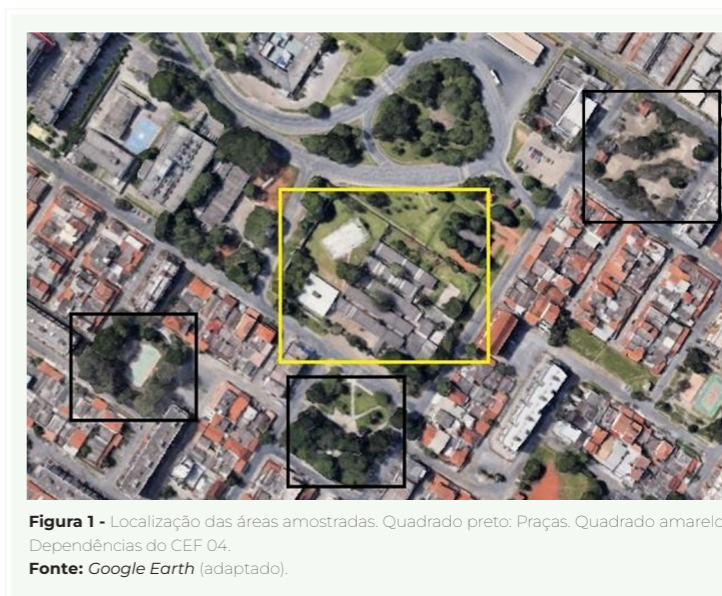 Figura 1 - Localização das áreas amostradas. Quadrado preto: Praças. Quadrado amarelo
Dependências do CEF 04.
Fonte: Google Earth (adaptado).